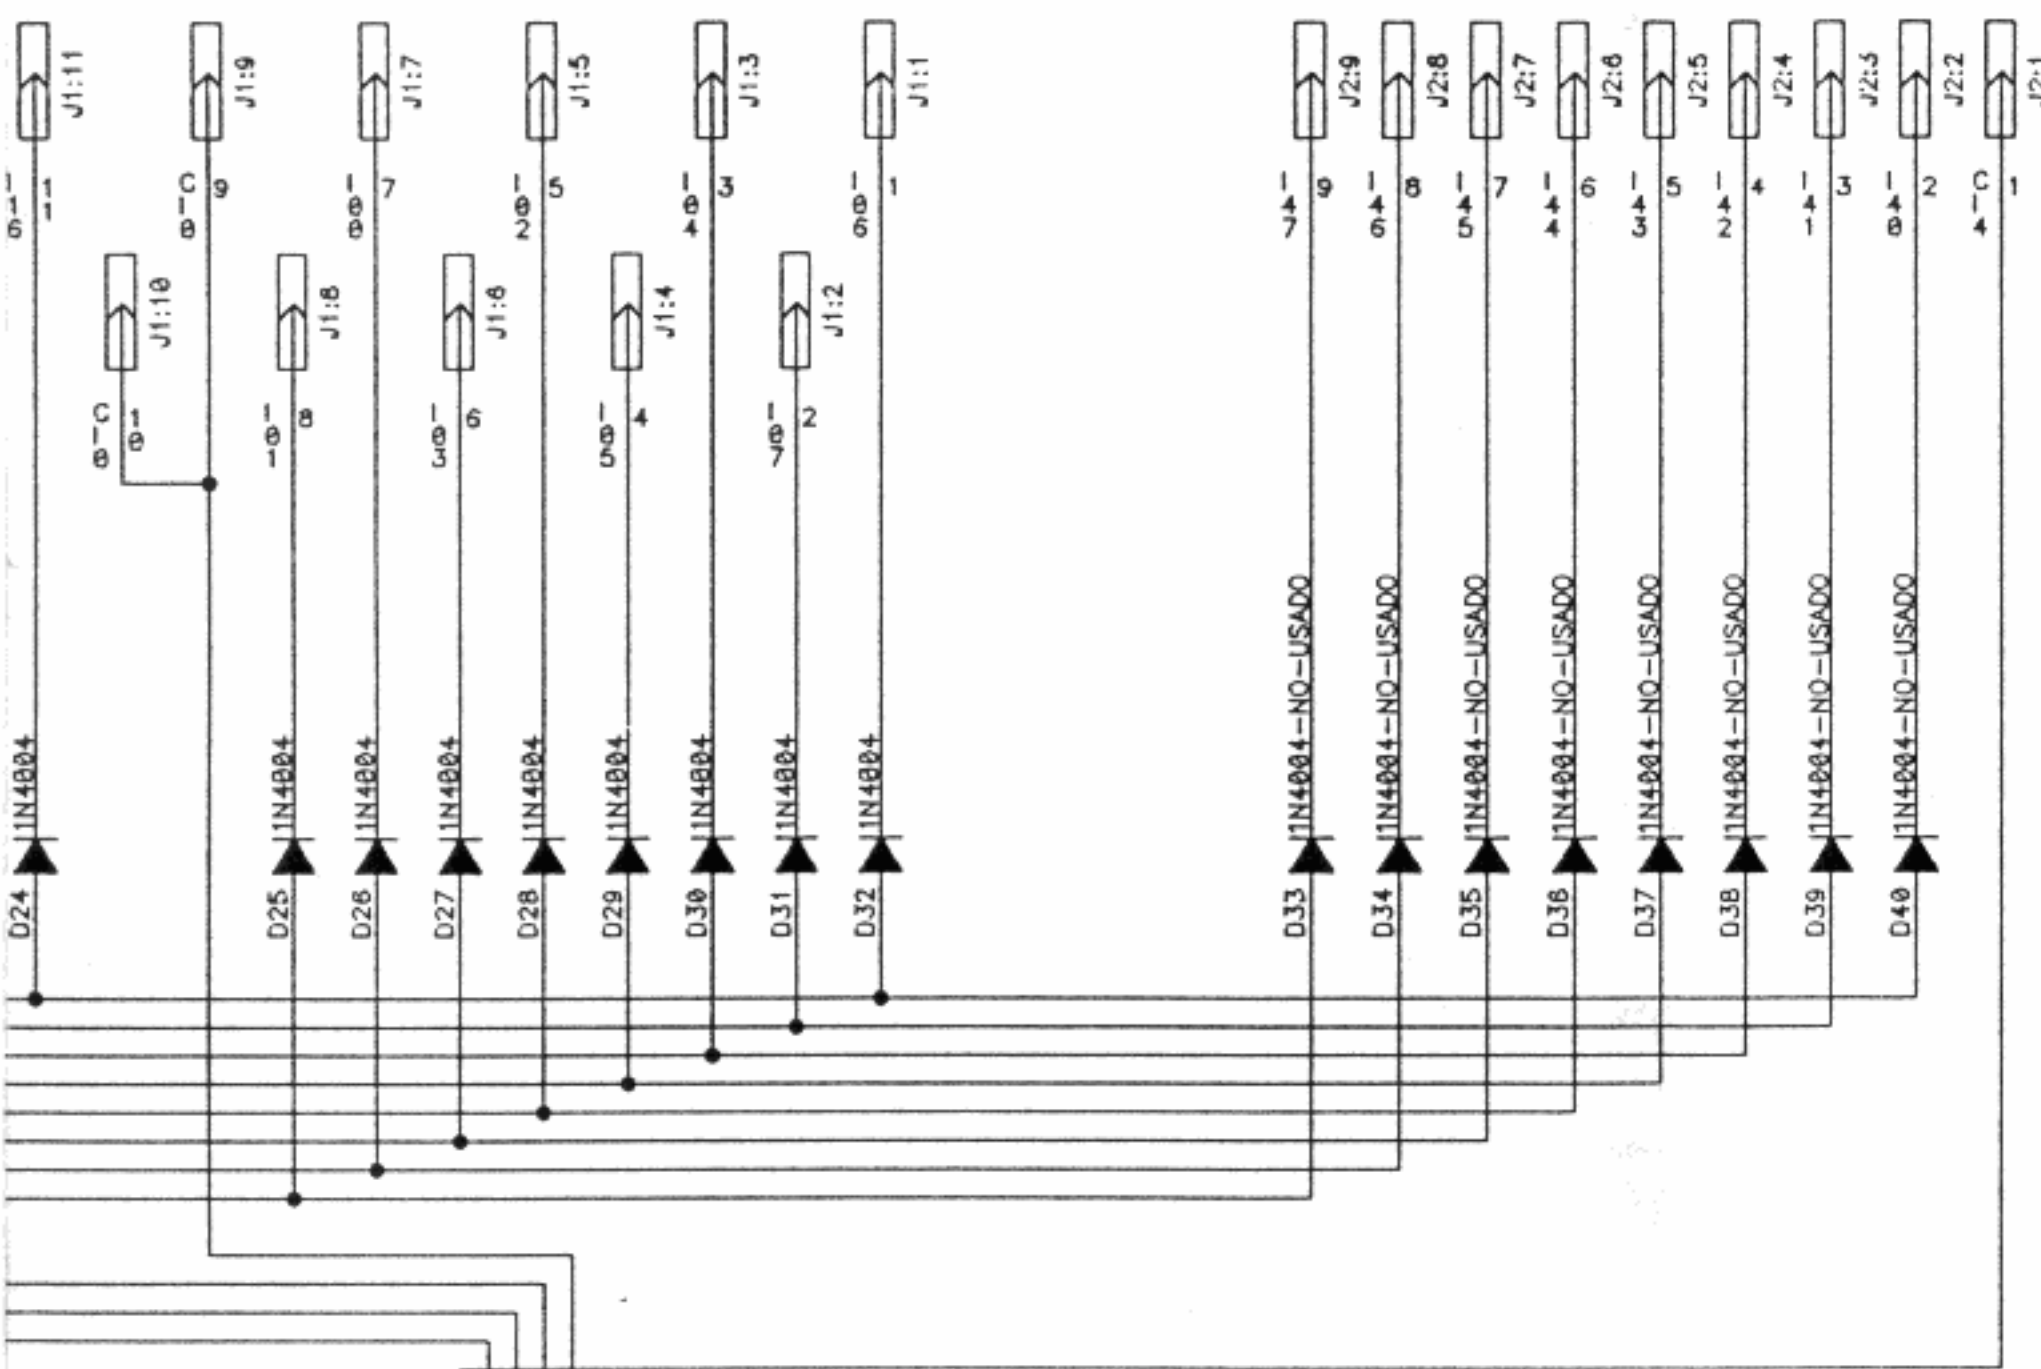 J1:11
J1:9
J1:7
J1:5
J1:3
J1:1
J2:9
J2:8
J2:7
J2:6
J2:5
J2:4
J2:3
J2:2
J2:1
I_16 11
C_0 9
I_00 7
I_02 5
I_04 3
I_06 1
I_47 9
I_46 8
I_45 7
I_44 6
I_43 5
I_42 4
I_41 3
I_40 2
C_4 1
J1:10
J1:8
J1:6
J1:4
J1:2
C_0 10
I_01 8
I_03 6
I_05 4
I_07 2
1N4004
1N4004
1N4004
1N4004
1N4004
1N4004
1N4004
1N4004
1N4004
1N4004-NO-USADO
1N4004-NO-USADO
1N4004-NO-USADO
1N4004-NO-USADO
1N4004-NO-USADO
1N4004-NO-USADO
1N4004-NO-USADO
1N4004-NO-USADO
D24
D25
D26
D27
D28
D29
D30
D31
D32
D33
D34
D35
D36
D37
D38
D39
D40